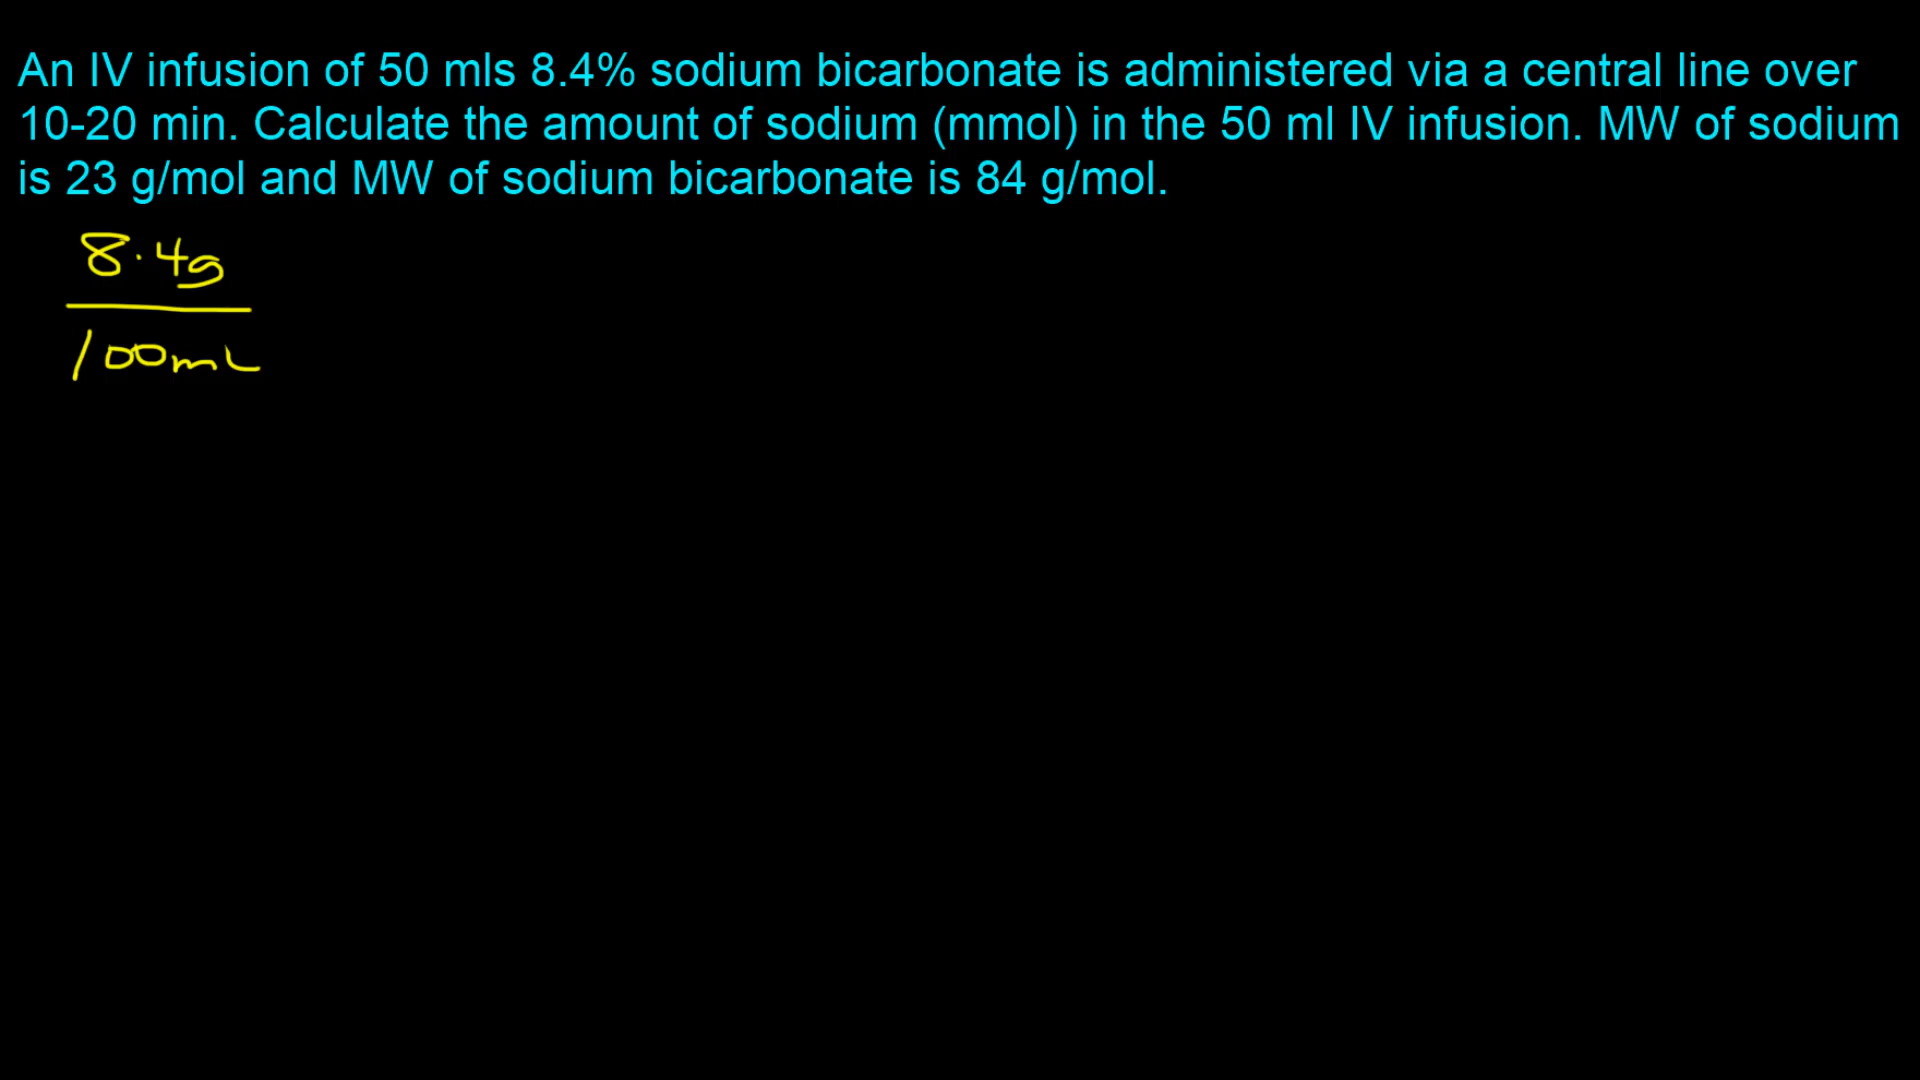 An IV infusion of 50 mls 8.4% sodium bicarbonate is administered via a central line over
10-20 min. Calculate the amount of sodium (mmol) in the 50 ml IV infusion. MW of sodium
is 23 g/mol and MW of sodium bicarbonate is 84 g/mol.
8.4g
100mL